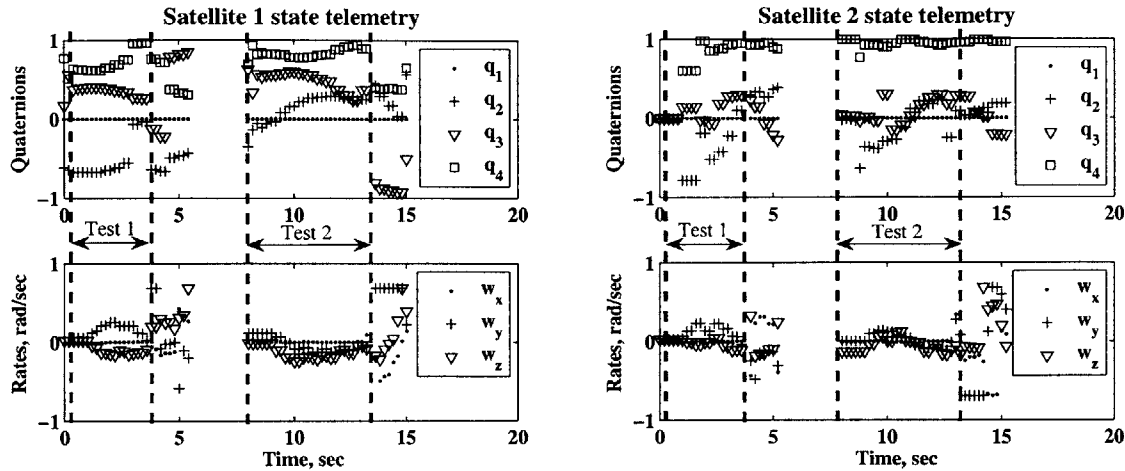 Satellite 1 state telemetry
Quaternions
1
0
−1
0
5
10
15
20
q1
q2
q3
q4
Test 1
Test 2
Rates, rad/sec
1
0
−1
0
5
10
15
20
wx
wy
wz
Time, sec
Satellite 2 state telemetry
Quaternions
1
0
−1
0
5
10
15
20
q1
q2
q3
q4
Test 1
Test 2
Rates, rad/sec
1
0
−1
0
5
10
15
20
wx
wy
wz
Time, sec